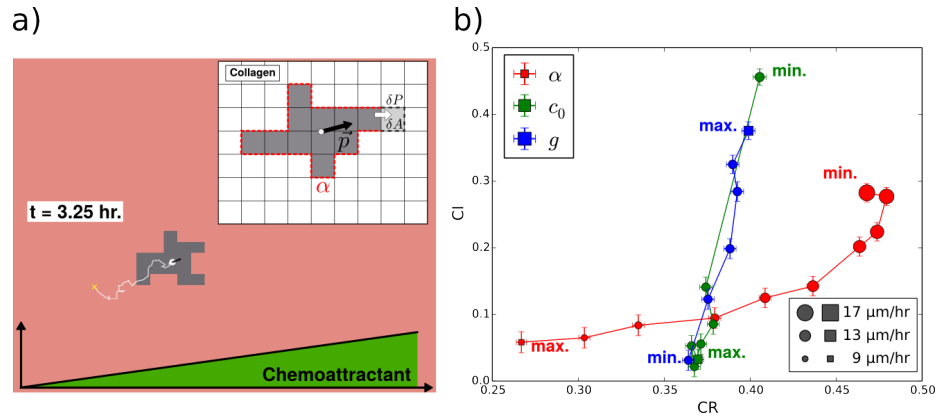 a)
Collagen
δP
δA
p⃗
α
t = 3.25 hr.
Chemoattractant
b)
CI
0.5
0.4
0.3
0.2
0.1
0.0
α
c₀
g
min.
max.
min.
max.
min.
max.
17 μm/hr
13 μm/hr
9 μm/hr
0.25
0.30
0.35
0.40
0.45
0.50
CR